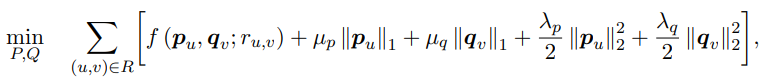 min P,Q ∑ (u,v)∈R [ f (p_u, q_v; r_{u,v}) + μ_p ‖p_u‖_1 + μ_q ‖q_v‖_1 + λ_p/2 ‖p_u‖_2^2 + λ_q/2 ‖q_v‖_2^2 ],